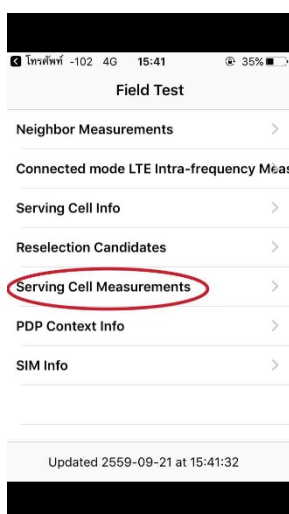 โทรศัพท์ -102 4G 15:41 35%
Field Test
Neighbor Measurements
Connected mode LTE Intra-frequency Meas
Serving Cell Info
Reselection Candidates
Serving Cell Measurements
PDP Context Info
SIM Info
Updated 2559-09-21 at 15:41:32